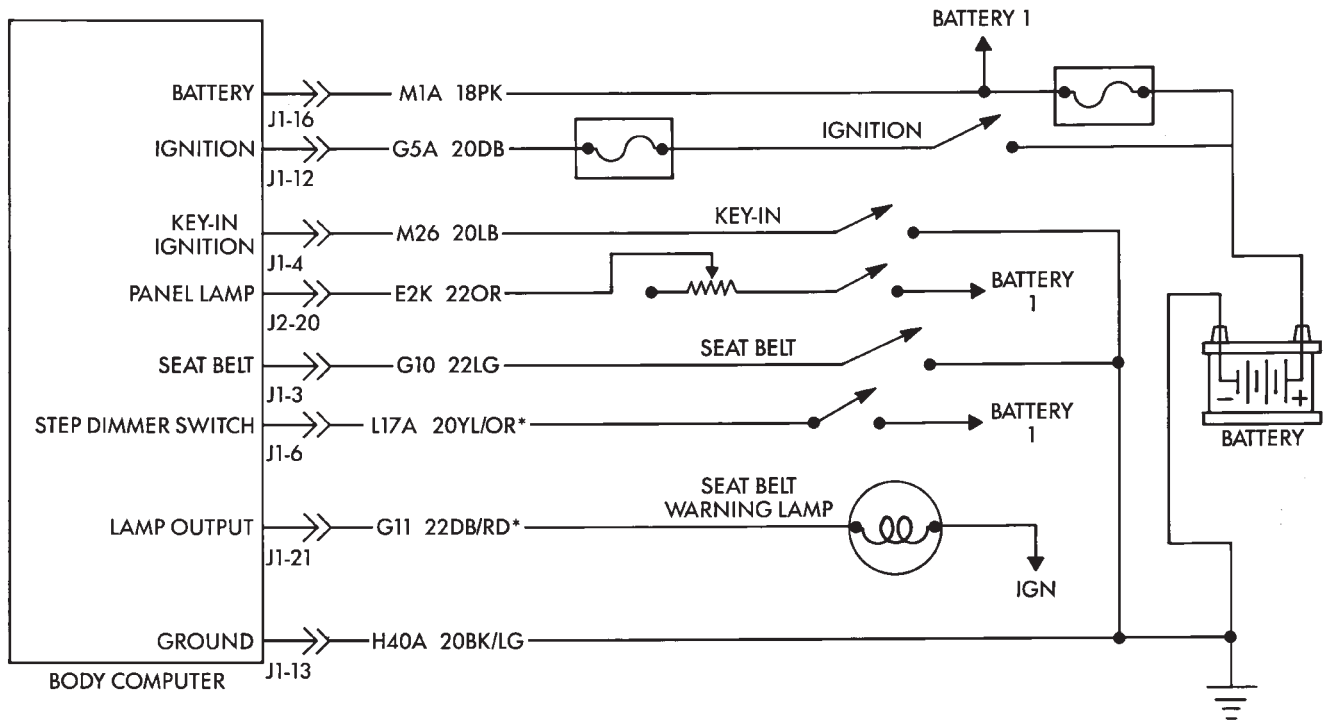 BATTERY 1
BATTERY
J1-16
M1A 18PK
IGNITION
J1-12
G5A 20DB
IGNITION
KEY-IN
IGNITION
J1-4
M26 20LB
KEY-IN
PANEL LAMP
J2-20
E2K 22OR
BATTERY
1
SEAT BELT
J1-3
G10 22LG
SEAT BELT
STEP DIMMER SWITCH
J1-6
L17A 20YL/OR*
BATTERY
1
- +
BATTERY
LAMP OUTPUT
J1-21
G11 22DB/RD*
SEAT BELT
WARNING LAMP
IGN
GROUND
J1-13
H40A 20BK/LG
BODY COMPUTER